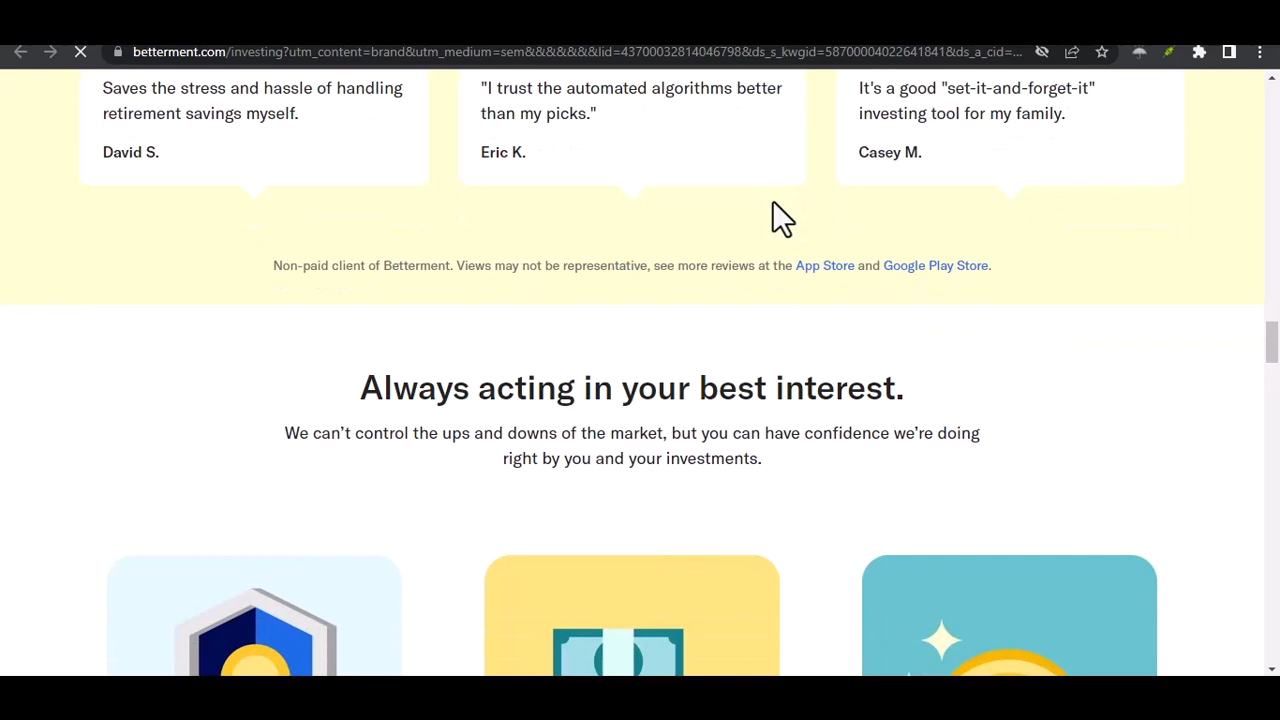 betterment.com/investing?utm_content=brand&utm_medium=sem&&&&&&&lid=43700032814046798&ds_s_kwgid=58700004022641841&ds_a_cid=...
Saves the stress and hassle of handling
retirement savings myself.
David S.
"I trust the automated algorithms better
than my picks."
Eric K.
It's a good "set-it-and-forget-it"
investing tool for my family.
Casey M.
Non-paid client of Betterment. Views may not be representative, see more reviews at the App Store and Google Play Store.
Always acting in your best interest.
We can’t control the ups and downs of the market, but you can have confidence we’re doing
right by you and your investments.